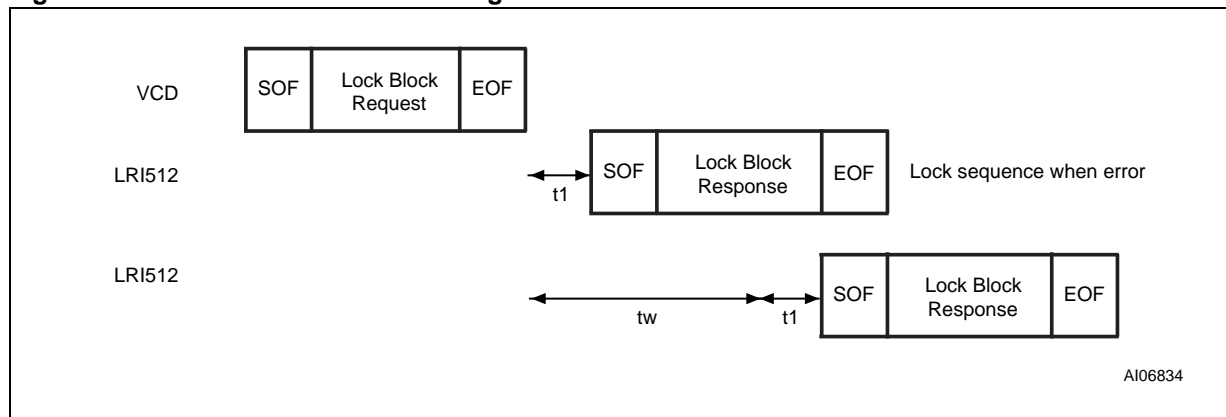 VCD
SOF
Lock Block
Request
EOF
LRI512
t1
SOF
Lock Block
Response
EOF
Lock sequence when error
LRI512
tw
t1
SOF
Lock Block
Response
EOF
AI06834